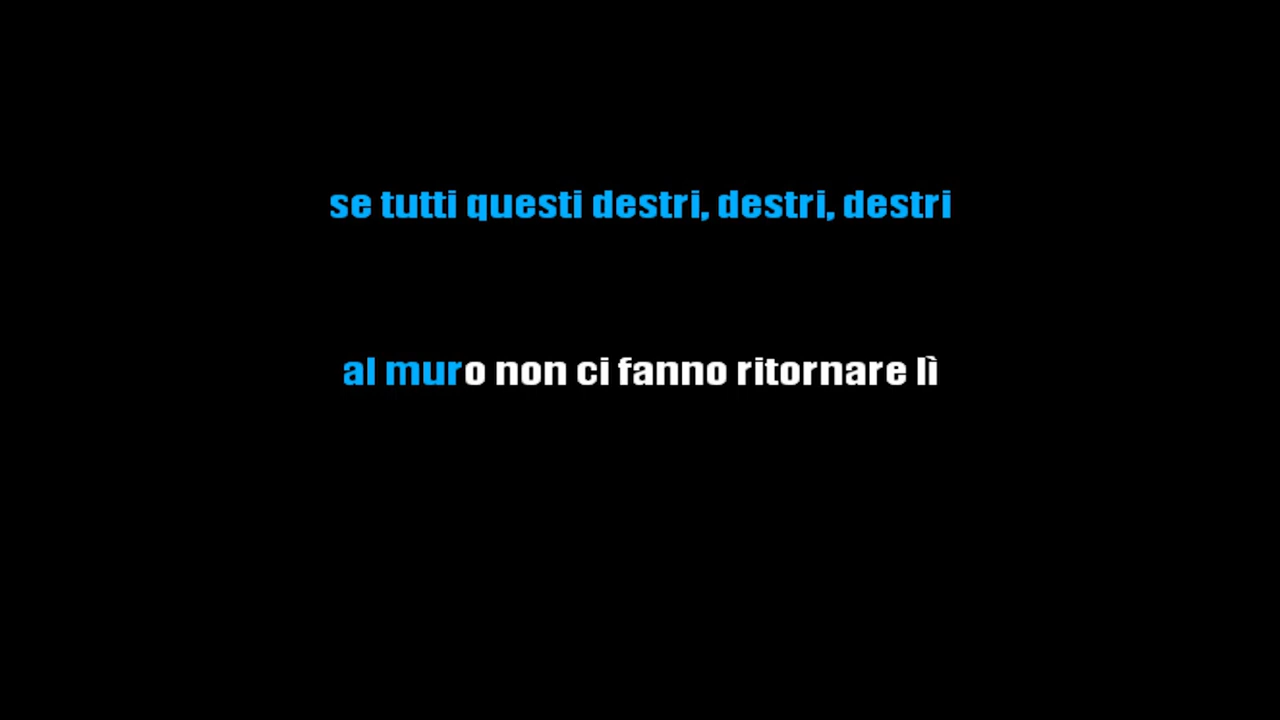 se tutti questi destri, destri, destri
al muro non ci fanno ritornare lì